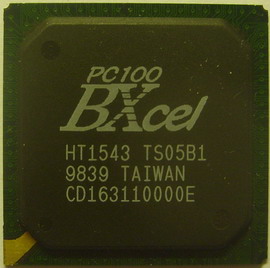 PC100
BXcel
HT1543 TS05B1
9839 TAIWAN
CD163110000E